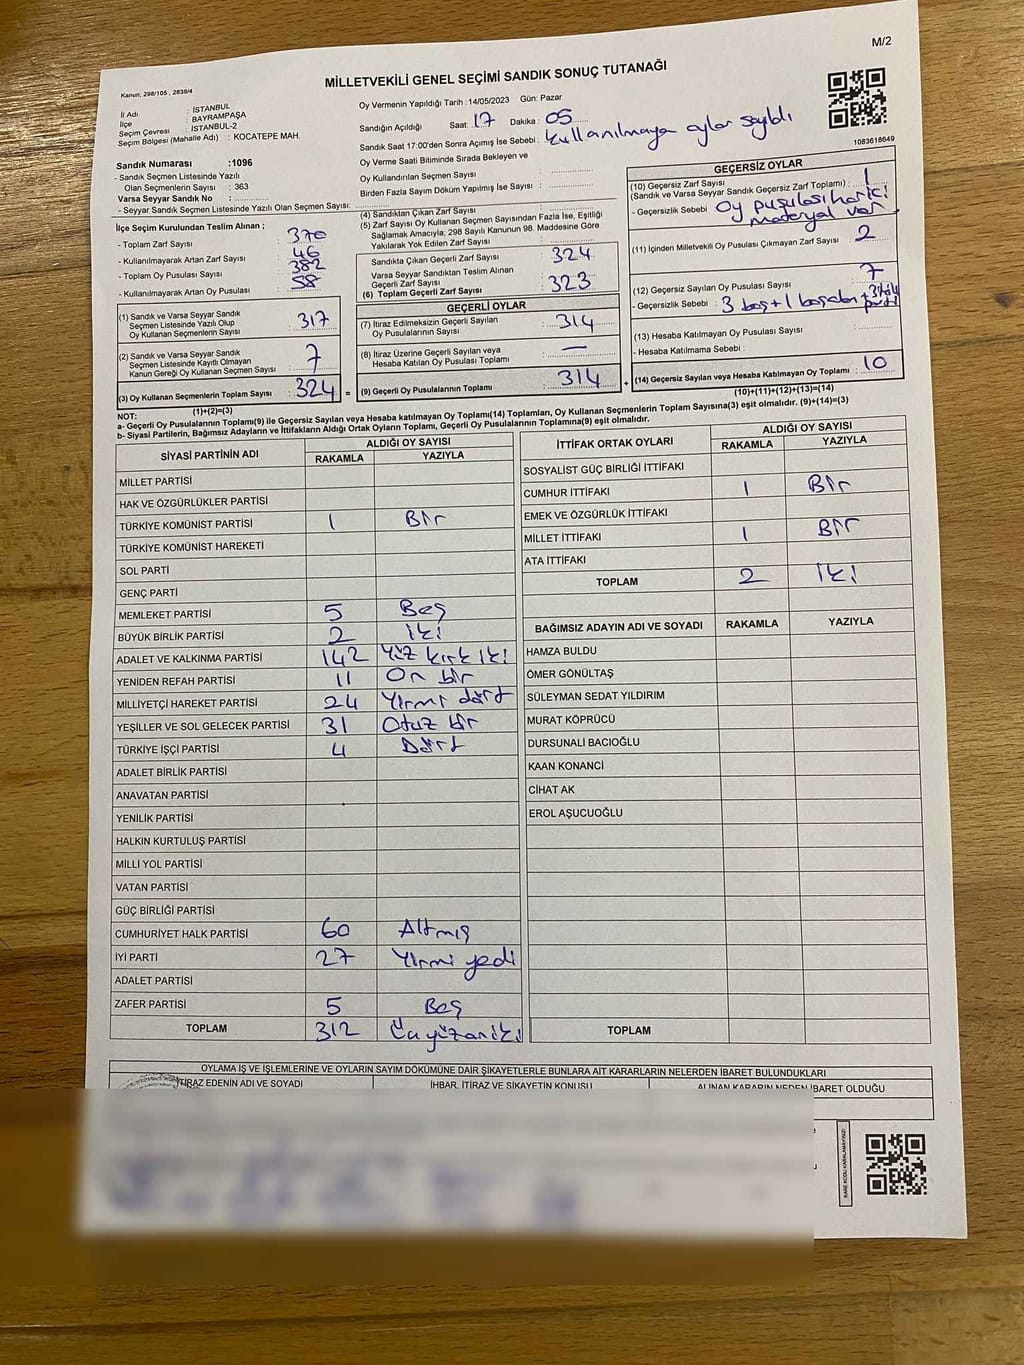 M/2
MİLLETVEKİLİ GENEL SEÇİMİ SANDIK SONUÇ TUTANAĞI
Kanun: 298/105 , 2839/4
İl Adı : İSTANBUL
İlçe : BAYRAMPAŞA
Seçim Çevresi : İSTANBUL-2
Seçim Bölgesi (Mahalle Adı) : KOCATEPE MAH.
Sandık Numarası :1096
- Sandık Seçmen Listesinde Yazılı
Olan Seçmenlerin Sayısı : 363
Varsa Seyyar Sandık No :
- Seyyar Sandık Seçmen Listesinde Yazılı Olan Seçmen Sayısı:
Oy Vermenin Yapıldığı Tarih : 14/05/2023 Gün: Pazar
Sandığın Açıldığı Saat: 17 Dakika : 05
Sandık Saat 17:00'den Sonra Açımış İse Sebebi : kullanılmayan oylar sayıldı
Oy Verme Saati Bitiminde Sırada Bekleyen ve
Oy Kullandırılan Seçmen Sayısı :
Birden Fazla Sayım Döküm Yapılmış İse Sayısı :
1083618649
İlçe Seçim Kurulundan Teslim Alınan ;
- Toplam Zarf Sayısı : 370
- Kullanılmayarak Artan Zarf Sayısı : 46
- Toplam Oy Pusulası Sayısı : 382
- Kullanılmayarak Artan Oy Pusulası : 58
(1) Sandık ve Varsa Seyyar Sandık
Seçmen Listesinde Yazılı Olup
Oy Kullanan Seçmenlerin Sayısı : 317
(2) Sandık ve Varsa Seyyar Sandık
Seçmen Listesinde Kayıtlı Olmayan
Kanun Gereği Oy Kullanan Seçmen Sayısı : 7
(3) Oy Kullanan Seçmenlerin Toplam Sayısı : 324 =
(1)+(2)=(3)
(4) Sandıktan Çıkan Zarf Sayısı :
(5) Zarf Sayısı Oy Kullanan Seçmen Sayısından Fazla İse, Eşitliği
Sağlamak Amacıyla; 298 Sayılı Kanunun 98. Maddesine Göre
Yakılarak Yok Edilen Zarf Sayısı :
Sandıkta Çıkan Geçerli Zarf Sayısı : 324
Varsa Seyyar Sandıktan Teslim Alınan
Geçerli Zarf Sayısı :
(6) Toplam Geçerli Zarf Sayısı : 323
GEÇERLİ OYLAR
(7) İtiraz Edilmeksizin Geçerli Sayılan
Oy Pusulalarının Sayısı : 314
(8) İtiraz Üzerine Geçerli Sayılan veya
Hesaba Katılan Oy Pusulası Toplamı : —
(9) Geçerli Oy Pusulalarının Toplamı : 314 +
GEÇERSİZ OYLAR
(10) Geçersiz Zarf Sayısı : 1
(Sandık ve Varsa Seyyar Sandık Geçersiz Zarf Toplamı)
- Geçersizlik Sebebi : Oy pusulası harici
materyal var
(11) İçinden Milletvekili Oy Pusulası Çıkmayan Zarf Sayısı : 2
(12) Geçersiz Sayılan Oy Pusulası Sayısı : 7
- Geçersizlik Sebebi : 3 boş+1
(13) Hesaba Katılmayan Oy Pusulası Sayısı :
- Hesaba Katılmama Sebebi :
(14) Geçersiz Sayılan veya Hesaba Katılmayan Oy Toplamı : 10
(10)+(11)+(12)+(13)=(14)
NOT:
a- Geçerli Oy Pusulalarının Toplamı(9) ile Geçersiz Sayılan veya Hesaba katılmayan Oy Toplamı(14) Toplamları, Oy Kullanan Seçmenlerin Toplam Sayısına(3) eşit olmalıdır. (9)+(14)=(3)
b- Siyasi Partilerin, Bağımsız Adayların ve İttifakların Aldığı Ortak Oyların Toplamı, Geçerli Oy Pusulalarının Toplamına(9) eşit olmalıdır.
SİYASİ PARTİNİN ADI ALDIĞI OY SAYISI
RAKAMLA YAZIYLA
MİLLET PARTİSİ
HAK VE ÖZGÜRLÜKLER PARTİSİ
TÜRKİYE KOMÜNİST PARTİSİ 1 Bir
TÜRKİYE KOMÜNİST HAREKETİ
SOL PARTİ
GENÇ PARTİ
MEMLEKET PARTİSİ 5 Beş
BÜYÜK BİRLİK PARTİSİ 2 İki
ADALET VE KALKINMA PARTİSİ 142 Yüz kırk iki
YENİDEN REFAH PARTİSİ 11 On bir
MİLLİYETÇİ HAREKET PARTİSİ 24 Yirmi dört
YEŞİLLER VE SOL GELECEK PARTİSİ 31 Otuz bir
TÜRKİYE İŞÇİ PARTİSİ 4 Dört
ADALET BİRLİK PARTİSİ
ANAVATAN PARTİSİ
YENİLİK PARTİSİ
HALKIN KURTULUŞ PARTİSİ
MİLLİ YOL PARTİSİ
VATAN PARTİSİ
GÜÇ BİRLİĞİ PARTİSİ
CUMHURİYET HALK PARTİSİ 60 Altmış
İYİ PARTİ 27 Yirmi yedi
ADALET PARTİSİ
ZAFER PARTİSİ 5 Beş
TOPLAM 312 Üçyüzoniki
İTTİFAK ORTAK OYLARI ALDIĞI OY SAYISI
RAKAMLA YAZIYLA
SOSYALİST GÜÇ BİRLİĞİ İTTİFAKI
CUMHUR İTTİFAKI 1 Bir
EMEK VE ÖZGÜRLÜK İTTİFAKI
MİLLET İTTİFAKI 1 Bir
ATA İTTİFAKI
TOPLAM 2 İki
BAĞIMSIZ ADAYIN ADI VE SOYADI RAKAMLA YAZIYLA
HAMZA BULDU
ÖMER GÖNÜLTAŞ
SÜLEYMAN SEDAT YILDIRIM
MURAT KÖPRÜCÜ
DURSUNALİ BACIOĞLU
KAAN KONANCİ
CİHAT AK
EROL AŞUCUOĞLU
TOPLAM
OYLAMA İŞ VE İŞLEMLERİNE VE OYLARIN SAYIM DÖKÜMÜNE DAİR ŞİKAYETLERLE BUNLARA AİT KARARLARIN NELERDEN İBARET BULUNDUKLARI
İTİRAZ EDENİN ADI VE SOYADI İHBAR, İTİRAZ VE ŞİKAYETİN KONUSU ALINAN KARARIN NEDEN İBARET OLDUĞU
KARE KODU KARALAMAYINIZ!